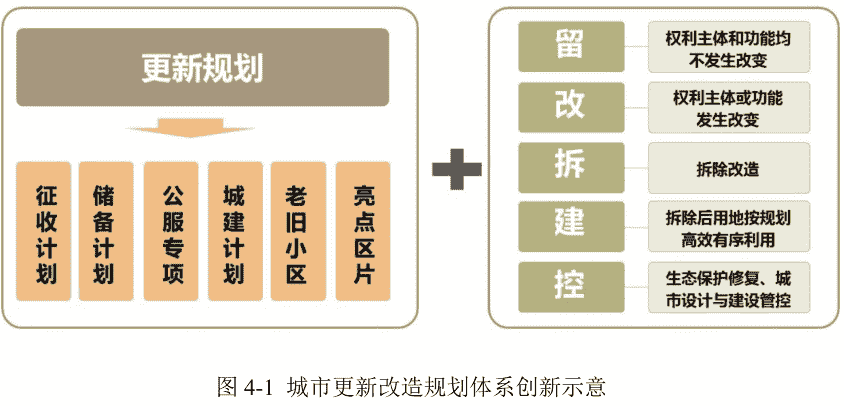 更新规划
征收计划
储备计划
公服专项
城建计划
老旧小区
亮点区片
留
权利主体和功能均
不发生改变
改
权利主体或功能
发生改变
拆
拆除改造
建
拆除后用地按规划
高效有序利用
控
生态保护修复、城
市设计与建设管控
图 4-1 城市更新改造规划体系创新示意